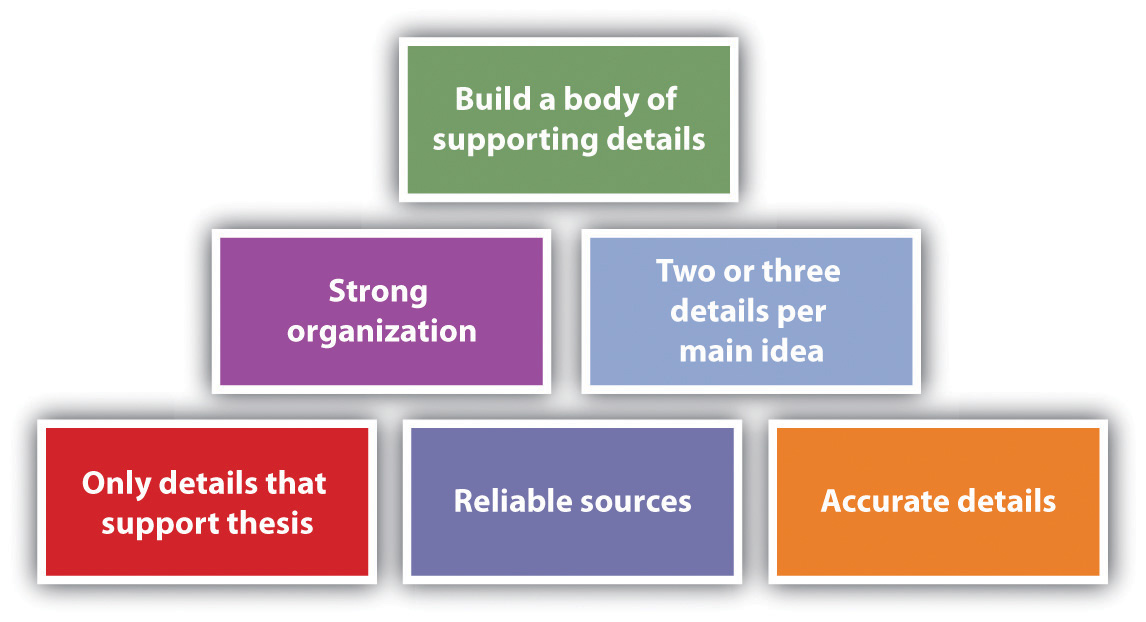 Build a body of
supporting details
Strong
organization
Two or three
details per
main idea
Only details that
support thesis
Reliable sources
Accurate details